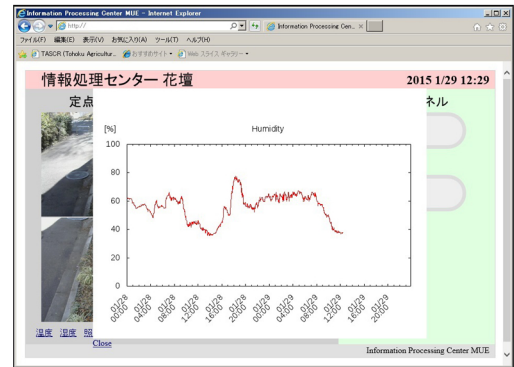 Information Processing Center MUE - Internet Explorer
http://
Information Processing Cen...
ファイル(F) 編集(E) 表示(V) お気に入り(A) ツール(T) ヘルプ(H)
TASOR (Tohoku Agricultur... おすすめサイト Web スライス ギャラリー
情報処理センター 花壇
2015 1/29 12:29
定点
ネル
[%]
Humidity
100
80
60
40
20
0
01/28 00:00
01/28 04:00
01/28 08:00
01/28 12:00
01/28 16:00
01/28 20:00
01/29 00:00
01/29 04:00
01/29 08:00
01/29 12:00
01/29 16:00
01/29 20:00
温度 湿度 照
Close
Information Processing Center MUE